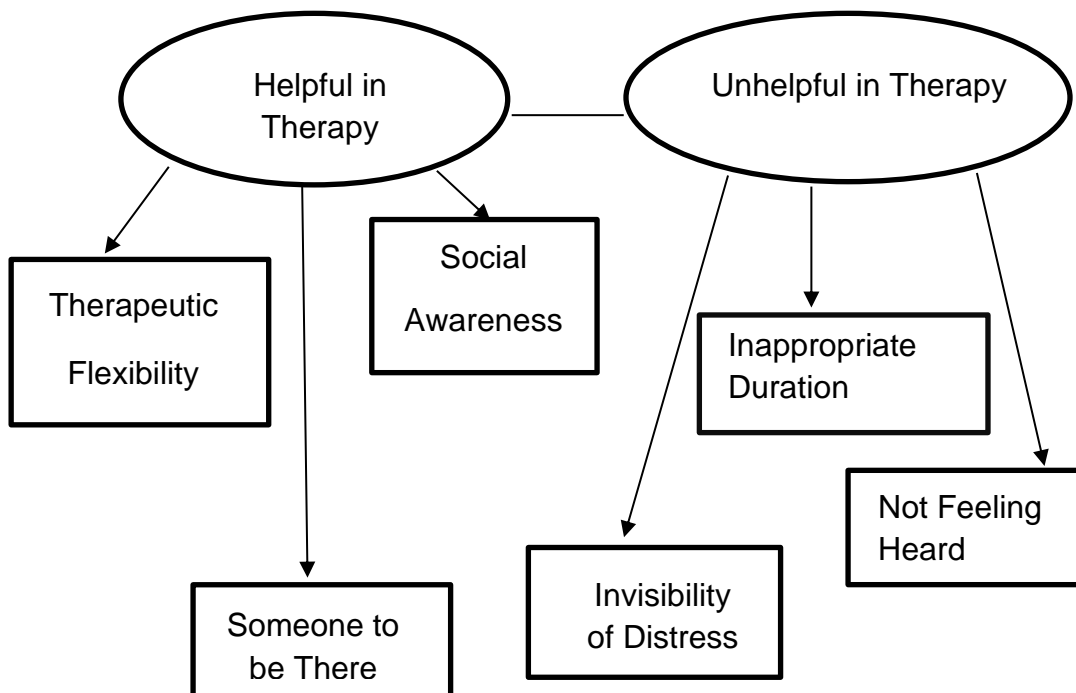 Helpful in
Therapy
Unhelpful in Therapy
Therapeutic
Flexibility
Social
Awareness
Inappropriate
Duration
Not Feeling
Heard
Someone to
be There
Invisibility
of Distress